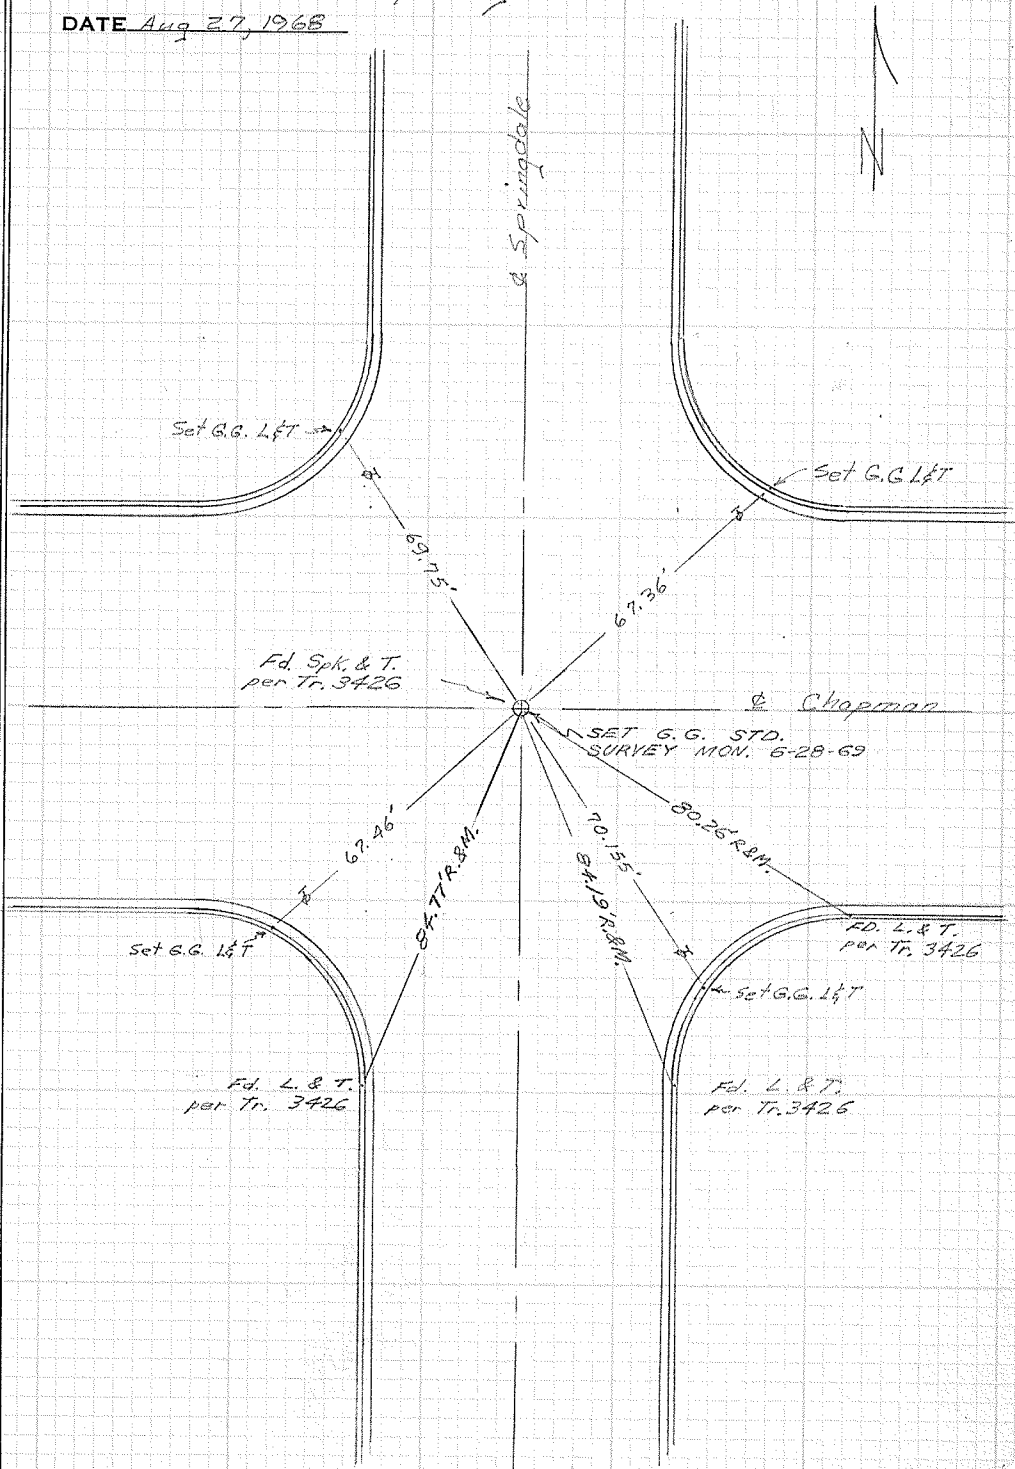 DATE Aug 27, 1968
℄ Springdale
N
Set G.G. L&T
Set G.G L&T
69.75'
67.36'
Fd. Spk. & T.
per Tr. 3426
℄ Chapman
SET G. G. STD.
SURVEY MON. 6-28-69
67.46'
84.77' R.&M.
84.19' R.&M.
70.155'
80.26' R&M.
Set G.G. L&T
FD. L. & T.
per Tr. 3426
Set G.G. L&T
Fd. L. & T.
per Tr. 3426
Fd. L. & T.
per Tr. 3426